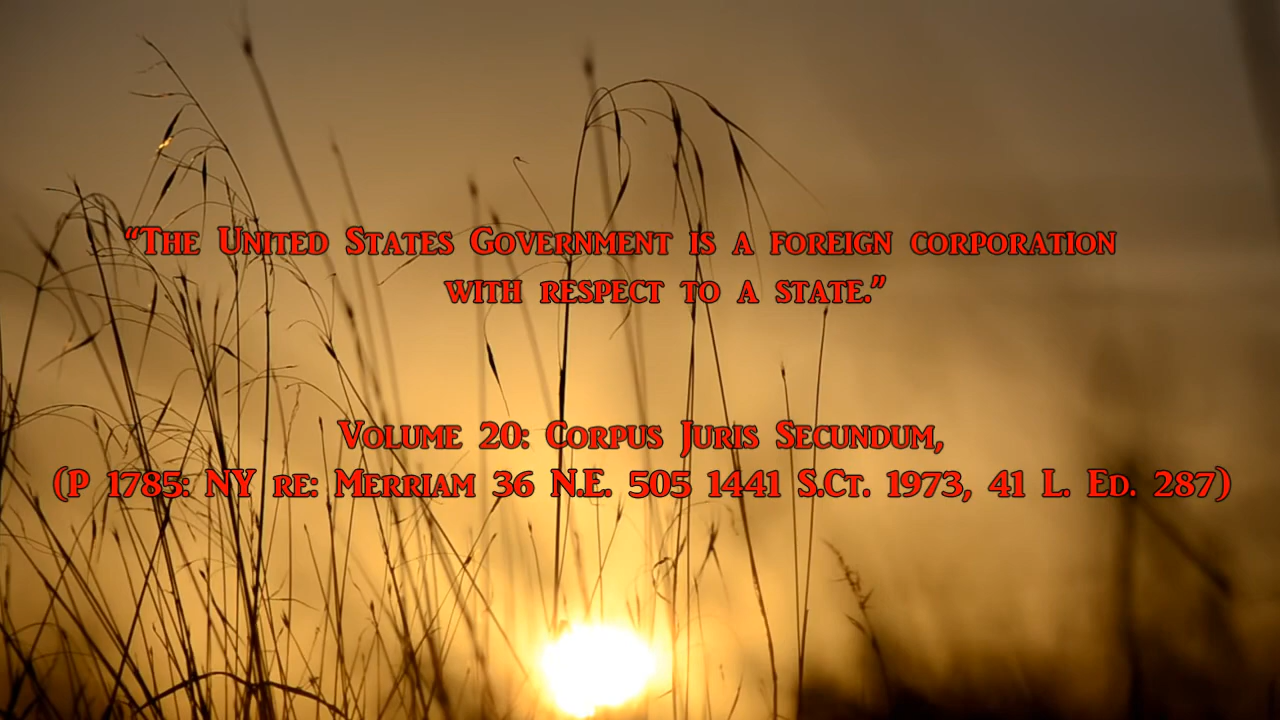 “The United States Government is a foreign corporation
with respect to a state.”
Volume 20: Corpus Juris Secundum,
(P 1785: NY re: Merriam 36 N.E. 505 1441 S.Ct. 1973, 41 L. Ed. 287)